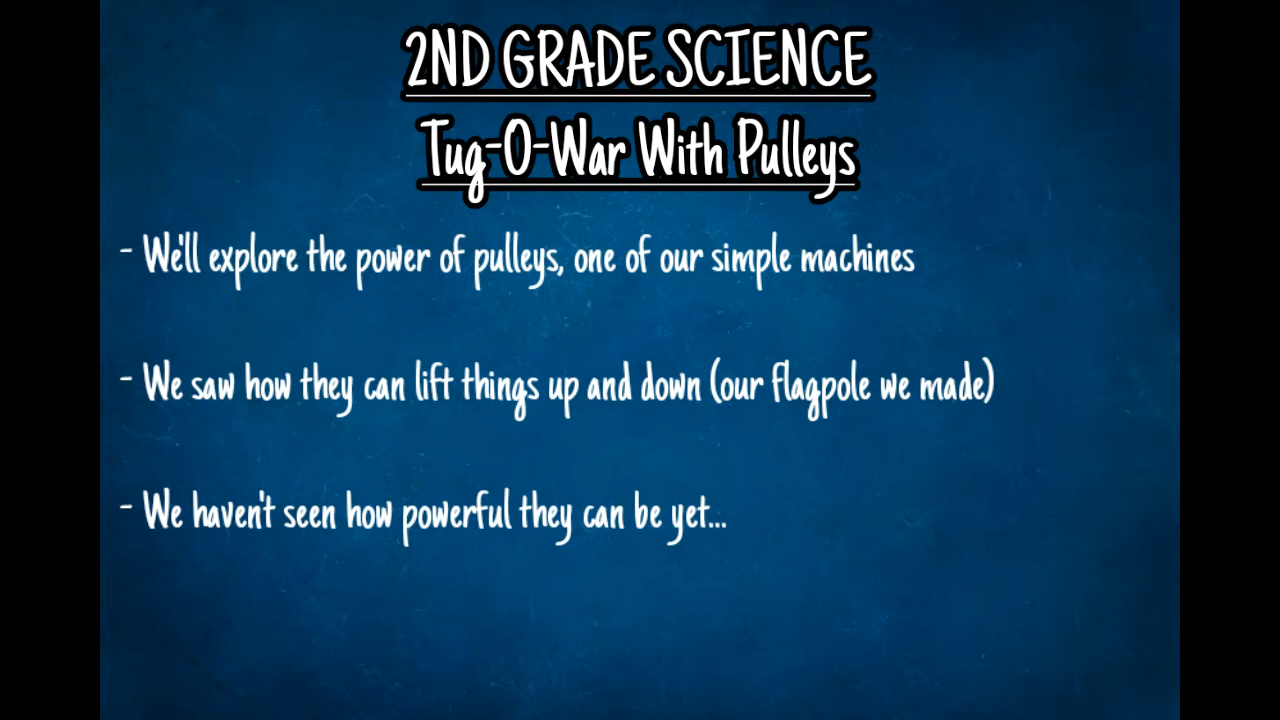 2ND GRADE SCIENCE
Tug-O-War With Pulleys
- We'll explore the power of pulleys, one of our simple machines
- We saw how they can lift things up and down (our flagpole we made)
- We haven't seen how powerful they can be yet...